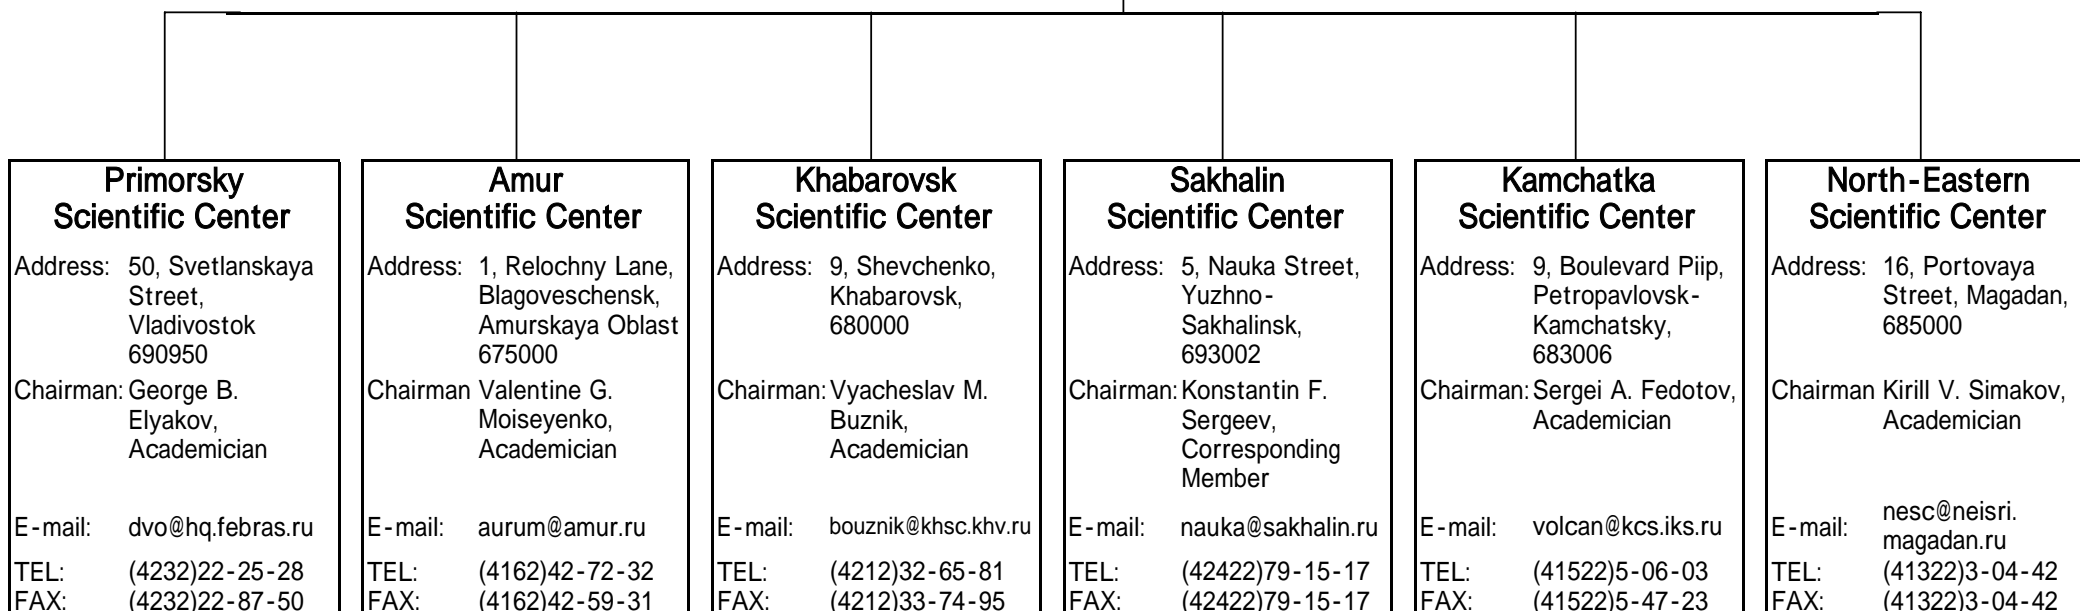 Primorsky
Scientific Center
Address: 50, Svetlanskaya
Street,
Vladivostok
690950
Chairman: George B.
Elyakov,
Academician
E-mail: dvo@hq.febras.ru
TEL: (4232)22-25-28
FAX: (4232)22-87-50
Amur
Scientific Center
Address: 1, Relochny Lane,
Blagoveschensk,
Amurskaya Oblast
675000
Chairman Valentine G.
Moiseyenko,
Academician
E-mail: aurum@amur.ru
TEL: (4162)42-72-32
FAX: (4162)42-59-31
Khabarovsk
Scientific Center
Address: 9, Shevchenko,
Khabarovsk,
680000
Chairman: Vyacheslav M.
Buznik,
Academician
E-mail: bouznik@khsc.khv.ru
TEL: (4212)32-65-81
FAX: (4212)33-74-95
Sakhalin
Scientific Center
Address: 5, Nauka Street,
Yuzhno-
Sakhalinsk,
693002
Chairman: Konstantin F.
Sergeev,
Corresponding
Member
E-mail: nauka@sakhalin.ru
TEL: (42422)79-15-17
FAX: (42422)79-15-17
Kamchatka
Scientific Center
Address: 9, Boulevard Piip,
Petropavlovsk-
Kamchatsky,
683006
Chairman: Sergei A. Fedotov,
Academician
E-mail: volcan@kcs.iks.ru
TEL: (41522)5-06-03
FAX: (41522)5-47-23
North-Eastern
Scientific Center
Address: 16, Portovaya
Street, Magadan,
685000
Chairman Kirill V. Simakov,
Academician
E-mail: nesc@neisri.
magadan.ru
TEL: (41322)3-04-42
FAX: (41322)3-04-42